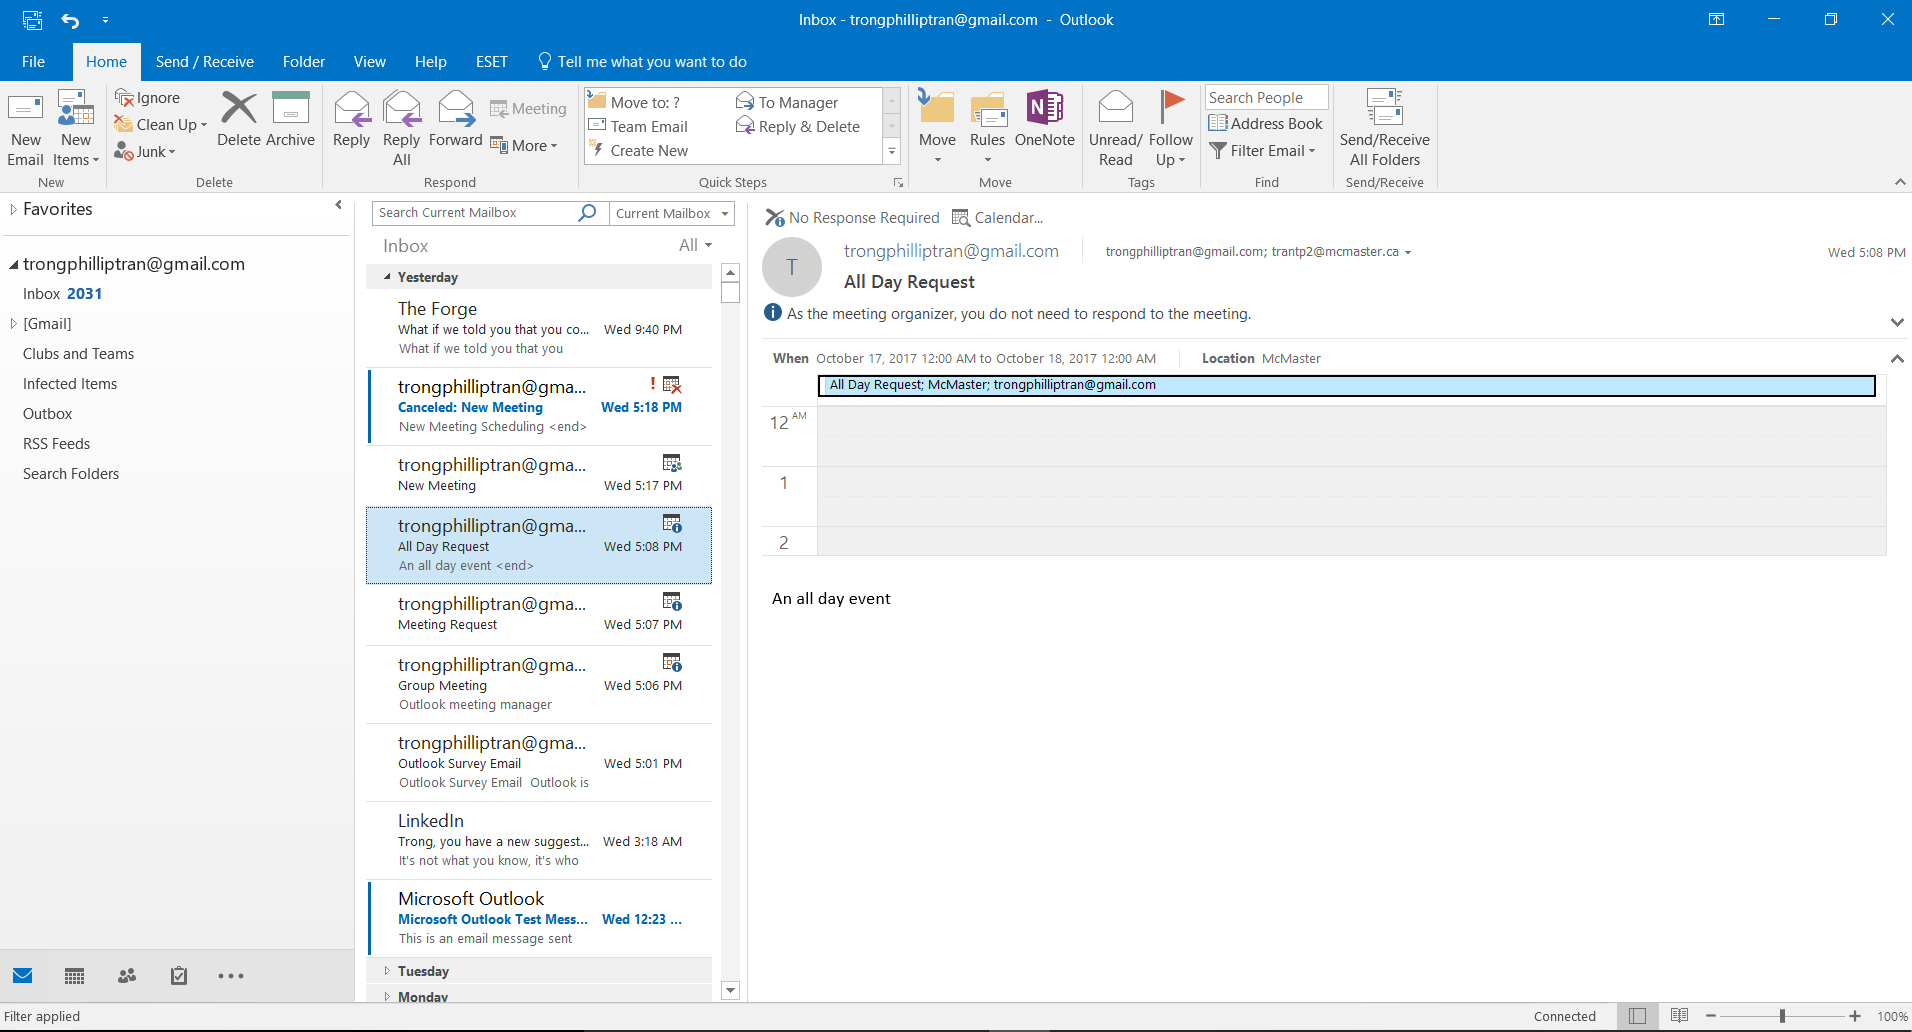 Inbox - trongphilliptran@gmail.com - Outlook
File Home Send / Receive Folder View Help ESET Tell me what you want to do
New Email
New Items
New
Ignore
Clean Up
Junk
Delete
Archive
Delete
Reply
Reply All
Forward
Meeting
More
Respond
Move to: ?
Team Email
Create New
To Manager
Reply & Delete
Quick Steps
Move
Rules
OneNote
Move
Unread/ Read
Follow Up
Tags
Search People
Address Book
Filter Email
Find
Send/Receive All Folders
Send/Receive
Favorites
trongphilliptran@gmail.com
Inbox 2031
[Gmail]
Clubs and Teams
Infected Items
Outbox
RSS Feeds
Search Folders
Search Current Mailbox Current Mailbox
Inbox All
Yesterday
The Forge
What if we told you that you co... Wed 9:40 PM
What if we told you that you
trongphilliptran@gma... !
Canceled: New Meeting Wed 5:18 PM
New Meeting Scheduling <end>
trongphilliptran@gma...
New Meeting Wed 5:17 PM
trongphilliptran@gma...
All Day Request Wed 5:08 PM
An all day event <end>
trongphilliptran@gma...
Meeting Request Wed 5:07 PM
trongphilliptran@gma...
Group Meeting Wed 5:06 PM
Outlook meeting manager
trongphilliptran@gma...
Outlook Survey Email Wed 5:01 PM
Outlook Survey Email Outlook is
LinkedIn
Trong, you have a new suggest... Wed 3:18 AM
It's not what you know, it's who
Microsoft Outlook
Microsoft Outlook Test Mess... Wed 12:23 ...
This is an email message sent
Tuesday
Monday
No Response Required Calendar...
T
trongphilliptran@gmail.com trongphilliptran@gmail.com; trantp2@mcmaster.ca Wed 5:08 PM
All Day Request
As the meeting organizer, you do not need to respond to the meeting.
When October 17, 2017 12:00 AM to October 18, 2017 12:00 AM Location McMaster
All Day Request; McMaster; trongphilliptran@gmail.com
12 AM
1
2
An all day event
Filter applied Connected 100%